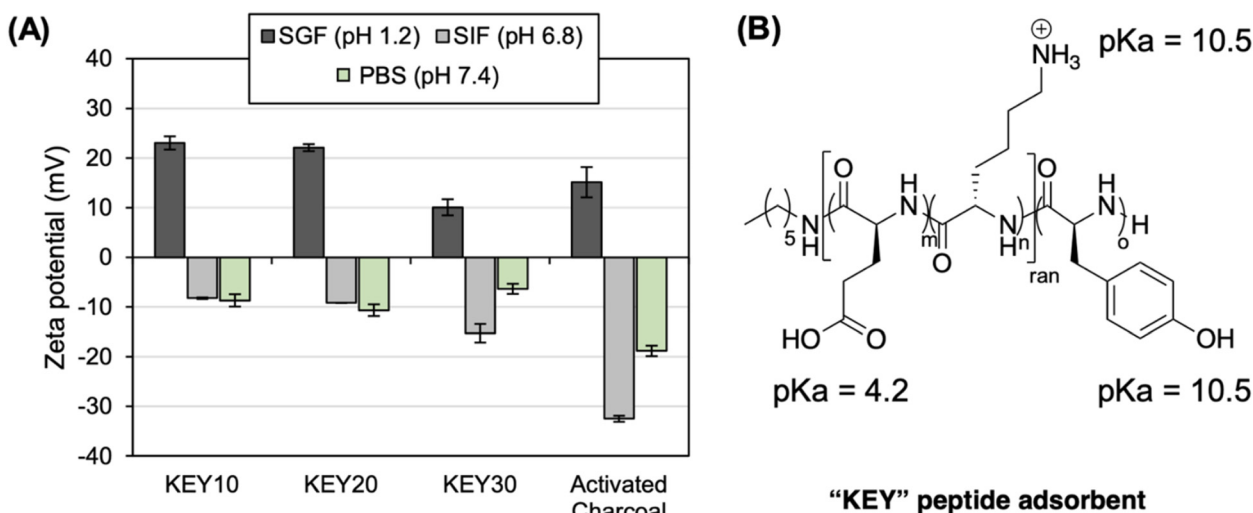 (A)
SGF (pH 1.2) SIF (pH 6.8)
PBS (pH 7.4)
Zeta potential (mV)
40
30
20
10
0
-10
-20
-30
-40
KEY10 KEY20 KEY30 Activated
Charcoal
(B)
NH3 pKa = 10.5
+
O H O H
N N
( )5 N H m O N H n o H
ran
HO O OH
pKa = 4.2 pKa = 10.5
"KEY" peptide adsorbent